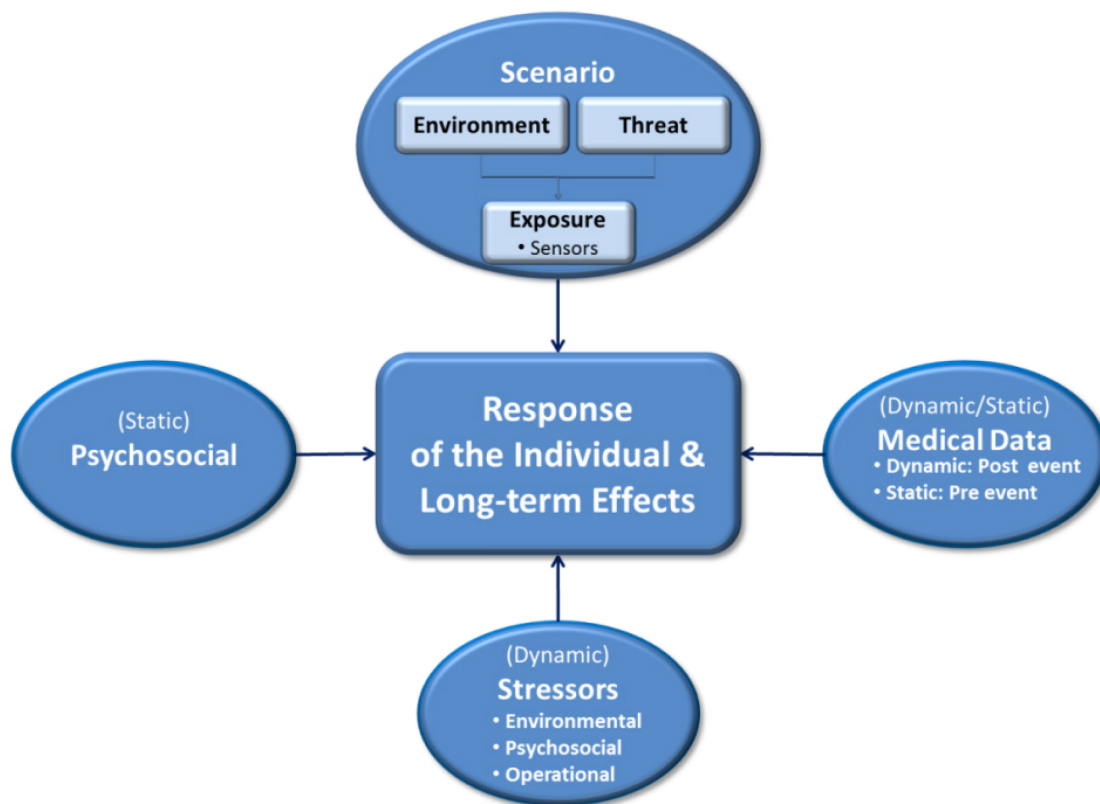 Scenario
Environment
Threat
Exposure
• Sensors
(Static)
Psychosocial
Response
of the Individual &
Long-term Effects
(Dynamic/Static)
Medical Data
• Dynamic: Post event
• Static: Pre event
(Dynamic)
Stressors
• Environmental
• Psychosocial
• Operational